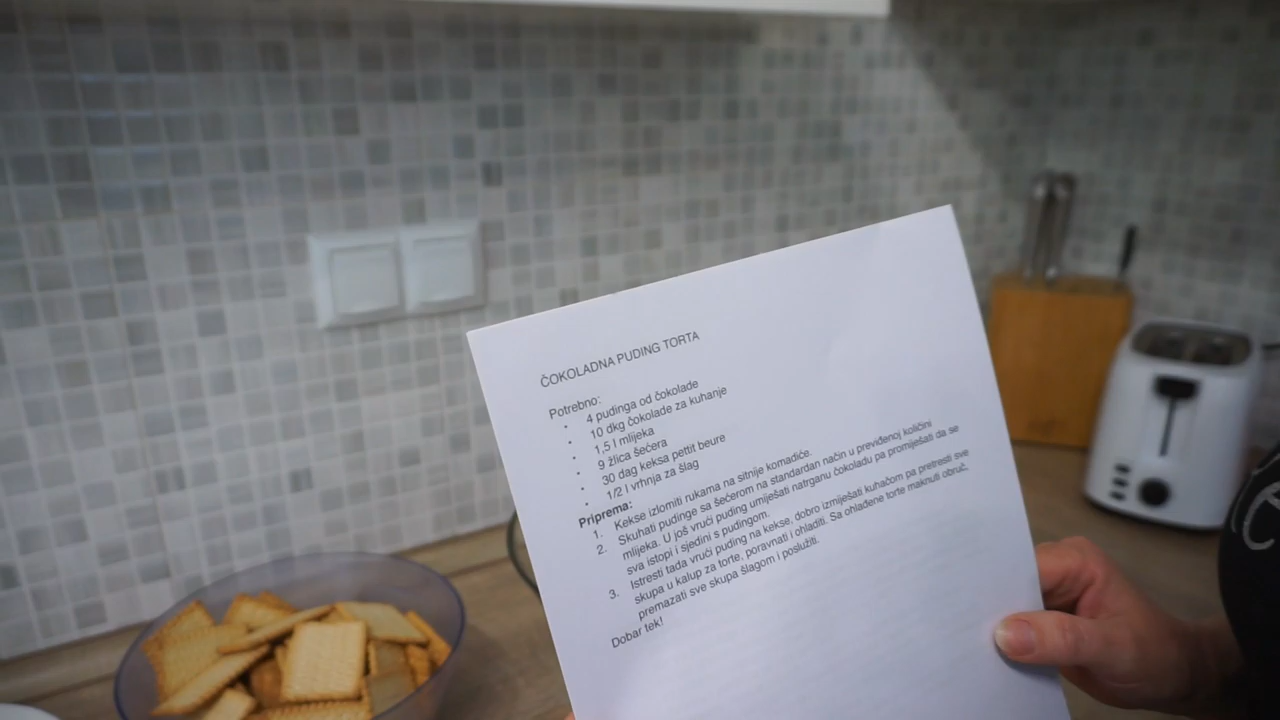 ČOKOLADNA PUDING TORTA
Potrebno:
• 4 pudinga od čokolade
• 10 dkg čokolade za kuhanje
• 1,5 l mlijeka
• 9 žlica šećera
• 30 dag keksa pettit beure
• 1/2 l vrhnja za šlag
Priprema:
1. Kekse izlomiti rukama na sitnije komadiće.
2. Skuhati pudinge sa šećerom na standardan način u previđenoj količini
mlijeka. U još vrući puding umiješati natrganu čokoladu pa promiješati da se
sva istopi i sjedini s pudingom.
3. Istresti tada vrući puding na kekse, dobro izmiješati kuhačom pa pretresti sve
skupa u kalup za torte, poravnati i ohladiti. Sa ohlađene torte maknuti obruč,
premazati sve skupa šlagom i poslužiti.
Dobar tek!